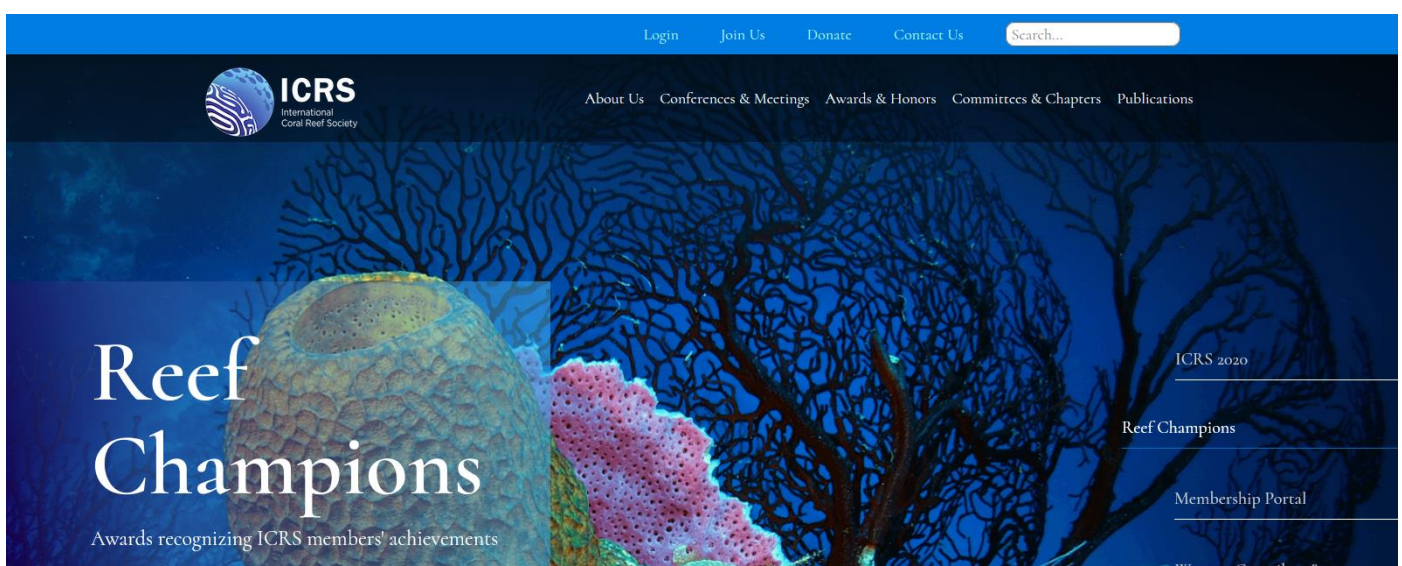 Login Join Us Donate Contact Us Search...
ICRS
International
Coral Reef Society
About Us Conferences & Meetings Awards & Honors Committees & Chapters Publications
Reef
Champions
Awards recognizing ICRS members' achievements
ICRS 2020
Reef Champions
Membership Portal